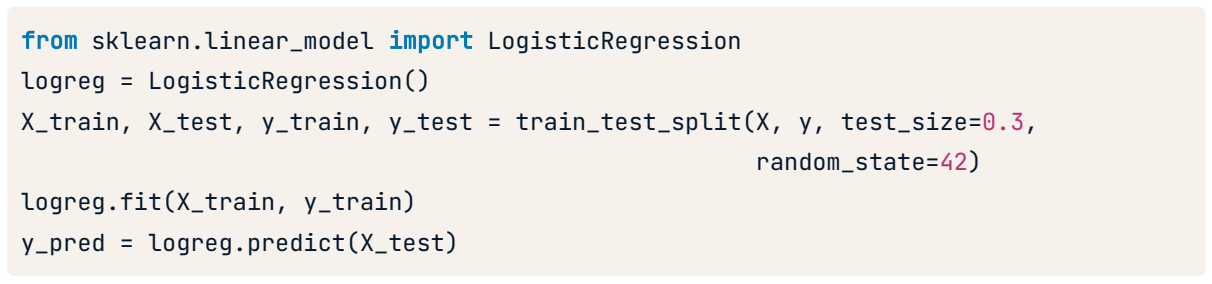 from sklearn.linear_model import LogisticRegression
logreg = LogisticRegression()
X_train, X_test, y_train, y_test = train_test_split(X, y, test_size=0.3,
                                                    random_state=42)
logreg.fit(X_train, y_train)
y_pred = logreg.predict(X_test)